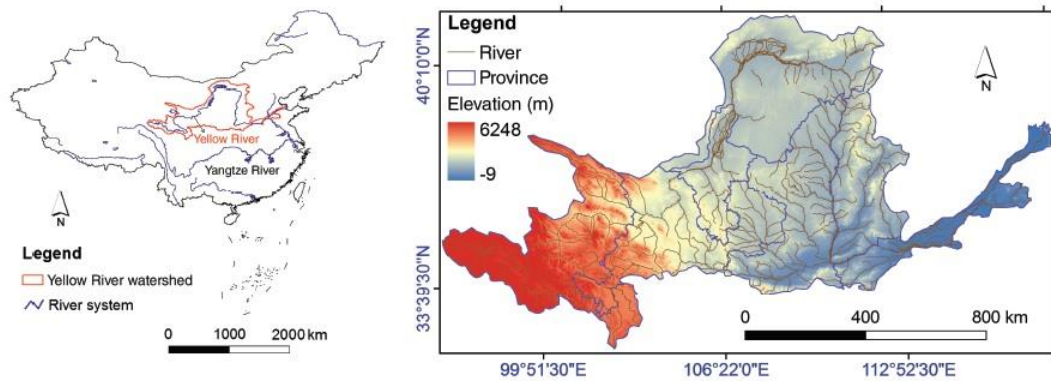 Yellow River
Yangtze River
N
Legend
Yellow River watershed
River system
0 1000 2000 km
Legend
River
Province
Elevation (m)
6248
-9
N
40°10'0"N
33°39'30"N
0 400 800 km
99°51'30"E 106°22'0"E 112°52'30"E